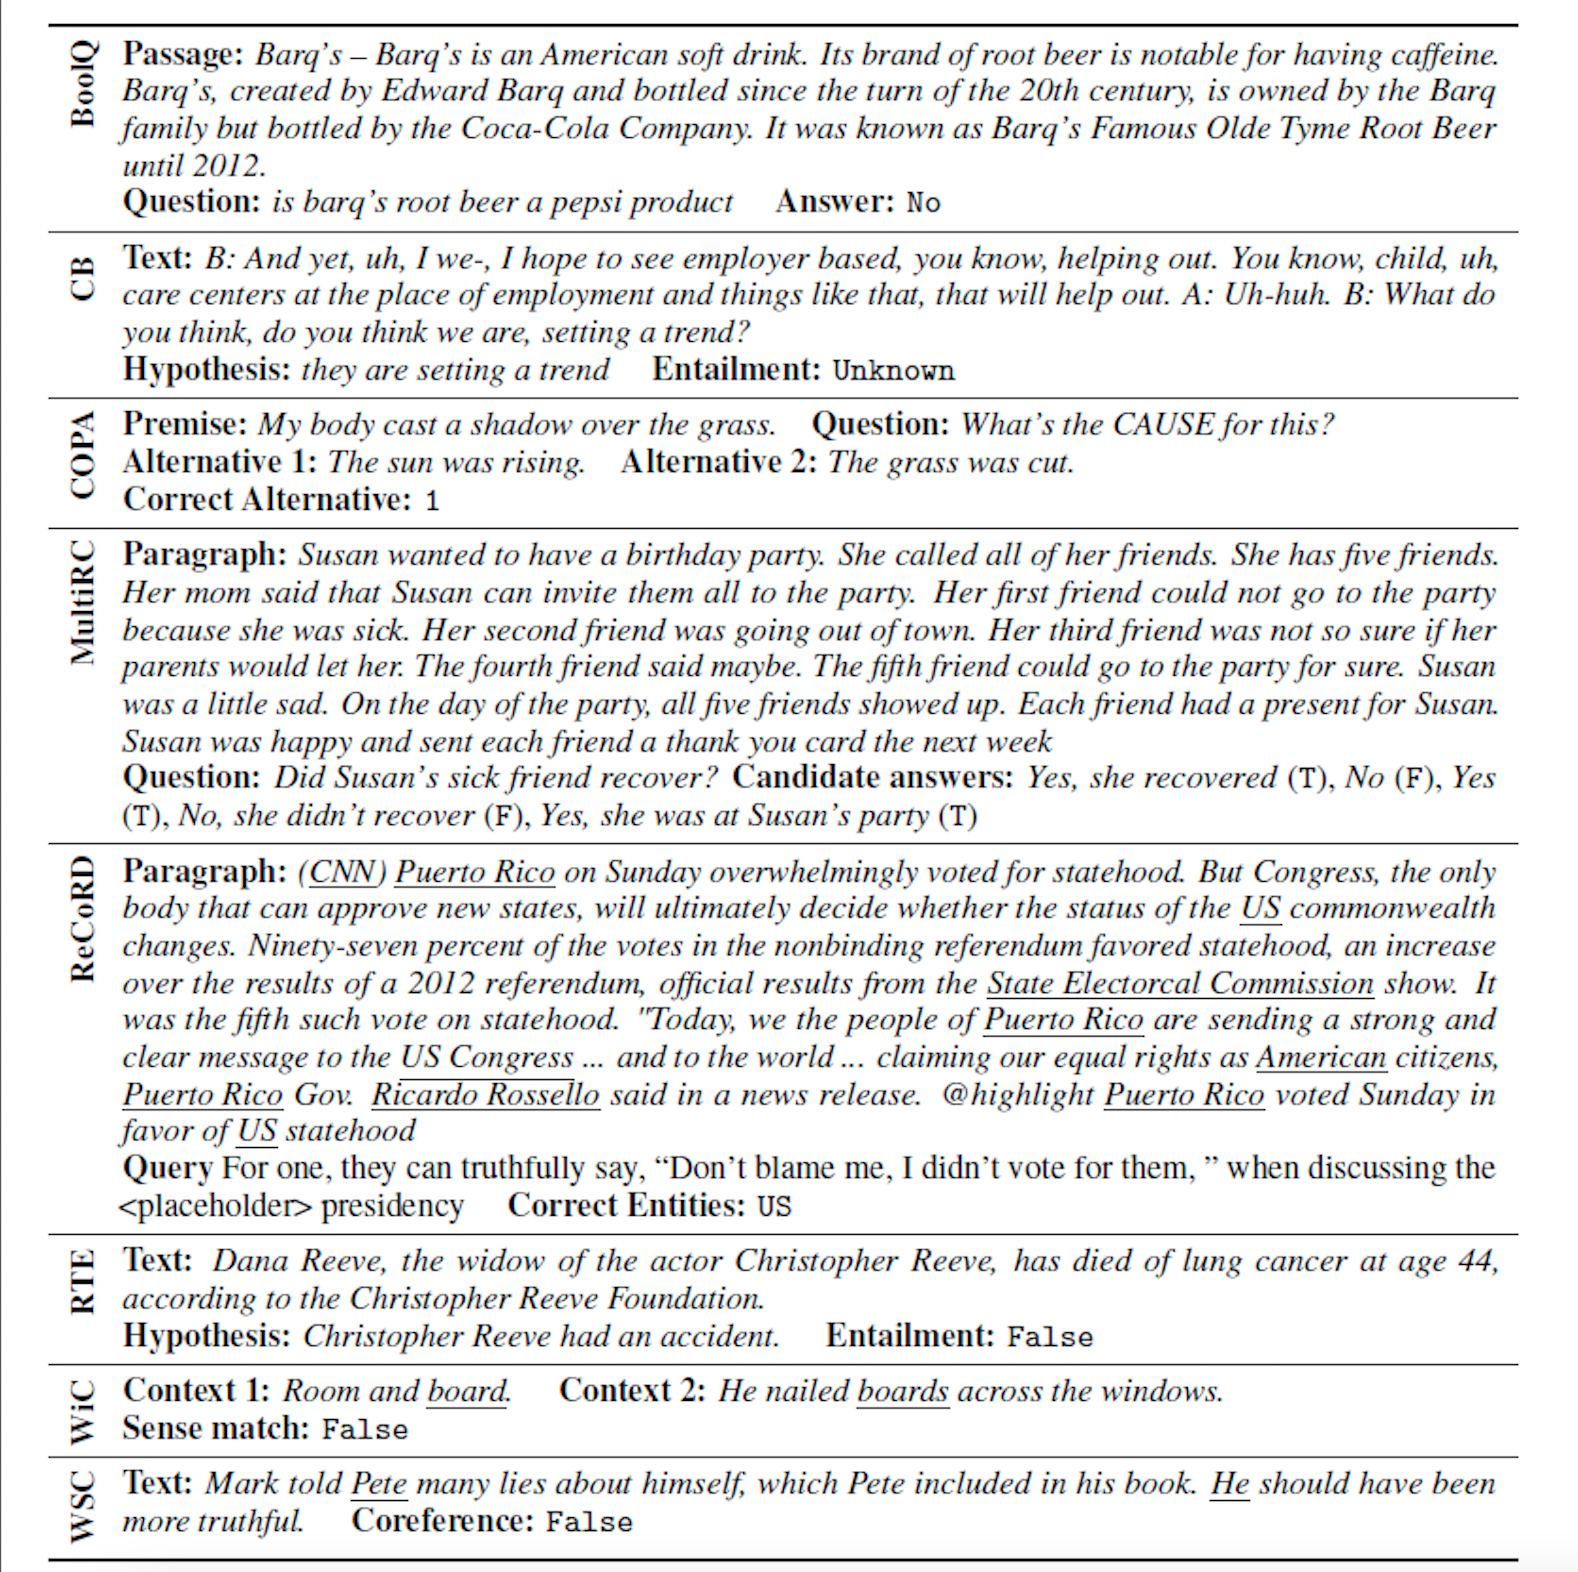 BoolQ
Passage: Barq's – Barq's is an American soft drink. Its brand of root beer is notable for having caffeine.
Barq's, created by Edward Barq and bottled since the turn of the 20th century, is owned by the Barq
family but bottled by the Coca-Cola Company. It was known as Barq's Famous Olde Tyme Root Beer
until 2012.
Question: is barq's root beer a pepsi product Answer: No
CB
Text: B: And yet, uh, I we-, I hope to see employer based, you know, helping out. You know, child, uh,
care centers at the place of employment and things like that, that will help out. A: Uh-huh. B: What do
you think, do you think we are, setting a trend?
Hypothesis: they are setting a trend Entailment: Unknown
COPA
Premise: My body cast a shadow over the grass. Question: What's the CAUSE for this?
Alternative 1: The sun was rising. Alternative 2: The grass was cut.
Correct Alternative: 1
MultiRC
Paragraph: Susan wanted to have a birthday party. She called all of her friends. She has five friends.
Her mom said that Susan can invite them all to the party. Her first friend could not go to the party
because she was sick. Her second friend was going out of town. Her third friend was not so sure if her
parents would let her. The fourth friend said maybe. The fifth friend could go to the party for sure. Susan
was a little sad. On the day of the party, all five friends showed up. Each friend had a present for Susan.
Susan was happy and sent each friend a thank you card the next week
Question: Did Susan's sick friend recover? Candidate answers: Yes, she recovered (T), No (F), Yes
(T), No, she didn't recover (F), Yes, she was at Susan's party (T)
ReCoRD
Paragraph: (CNN) Puerto Rico on Sunday overwhelmingly voted for statehood. But Congress, the only
body that can approve new states, will ultimately decide whether the status of the US commonwealth
changes. Ninety-seven percent of the votes in the nonbinding referendum favored statehood, an increase
over the results of a 2012 referendum, official results from the State Electorcal Commission show. It
was the fifth such vote on statehood. "Today, we the people of Puerto Rico are sending a strong and
clear message to the US Congress ... and to the world ... claiming our equal rights as American citizens,
Puerto Rico Gov. Ricardo Rossello said in a news release. @highlight Puerto Rico voted Sunday in
favor of US statehood
Query For one, they can truthfully say, “Don't blame me, I didn't vote for them, ” when discussing the
<placeholder> presidency Correct Entities: US
RTE
Text: Dana Reeve, the widow of the actor Christopher Reeve, has died of lung cancer at age 44,
according to the Christopher Reeve Foundation.
Hypothesis: Christopher Reeve had an accident. Entailment: False
WiC
Context 1: Room and board. Context 2: He nailed boards across the windows.
Sense match: False
WSC
Text: Mark told Pete many lies about himself, which Pete included in his book. He should have been
more truthful. Coreference: False